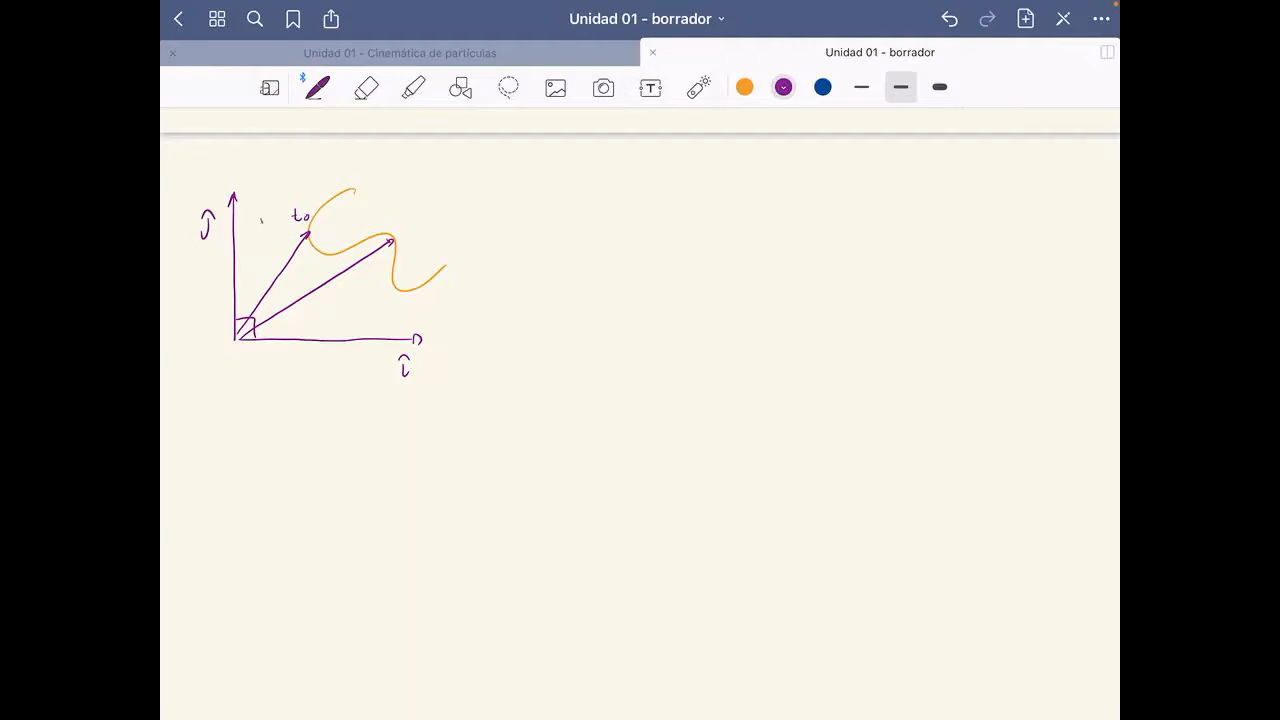 Unidad 01 - borrador
Unidad 01 - Cinemática de partículas
Unidad 01 - borrador
T
t₀
ĵ
î